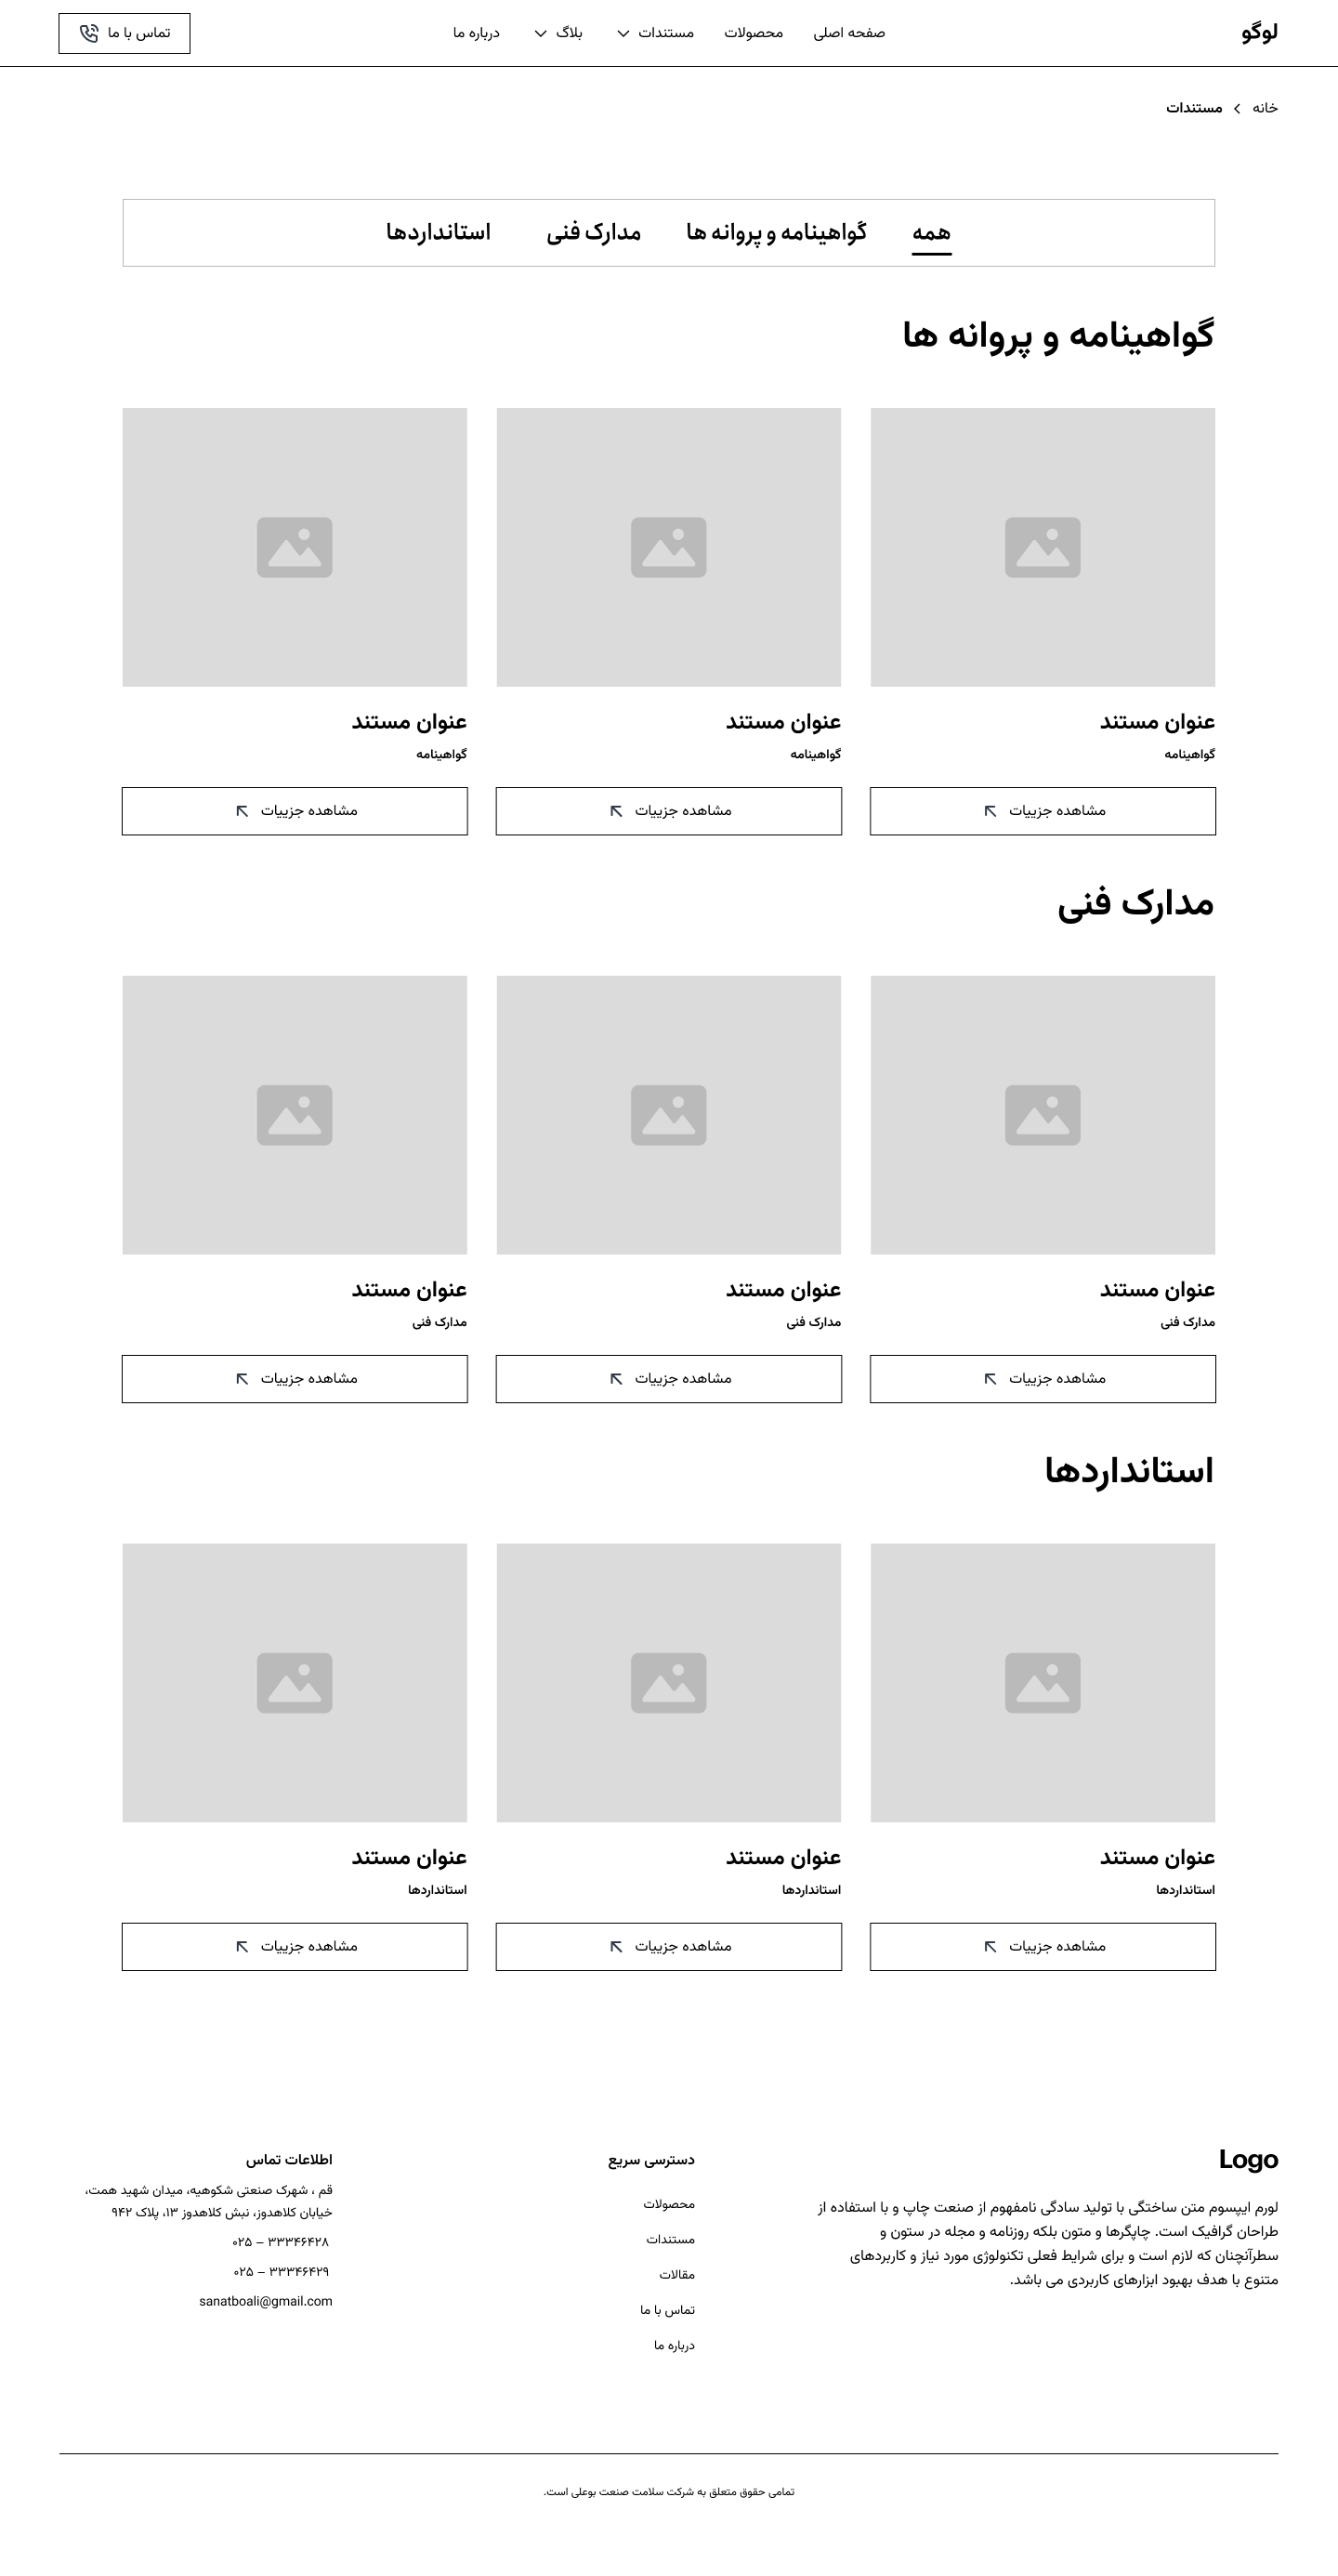 لوگو
صفحه اصلی
محصولات
مستندات
بلاگ
درباره ما
تماس با ما
خانه
مستندات
همه
گواهینامه و پروانه ها
مدارک فنی
استانداردها
گواهینامه و پروانه ها
عنوان مستند
گواهینامه
مشاهده جزییات
عنوان مستند
گواهینامه
مشاهده جزییات
عنوان مستند
گواهینامه
مشاهده جزییات
مدارک فنی
عنوان مستند
مدارک فنی
مشاهده جزییات
عنوان مستند
مدارک فنی
مشاهده جزییات
عنوان مستند
مدارک فنی
مشاهده جزییات
استانداردها
عنوان مستند
استانداردها
مشاهده جزییات
عنوان مستند
استانداردها
مشاهده جزییات
عنوان مستند
استانداردها
مشاهده جزییات
Logo
لورم ایپسوم متن ساختگی با تولید سادگی نامفهوم از صنعت چاپ و با استفاده از
طراحان گرافیک است. چاپگرها و متون بلکه روزنامه و مجله در ستون و
سطرآنچنان که لازم است و برای شرایط فعلی تکنولوژی مورد نیاز و کاربردهای
متنوع با هدف بهبود ابزارهای کاربردی می باشد.
دسترسی سریع
محصولات
مستندات
مقالات
تماس با ما
درباره ما
اطلاعات تماس
قم ، شهرک صنعتی شکوهیه، میدان شهید همت،
خیابان کلاهدوز، نبش کلاهدوز ۱۳، پلاک ۹۴۲
۳۳۳۴۶۴۲۸ – ۰۲۵
۳۳۳۴۶۴۲۹ – ۰۲۵
sanatboali@gmail.com
تمامی حقوق متعلق به شرکت سلامت صنعت بوعلی است.